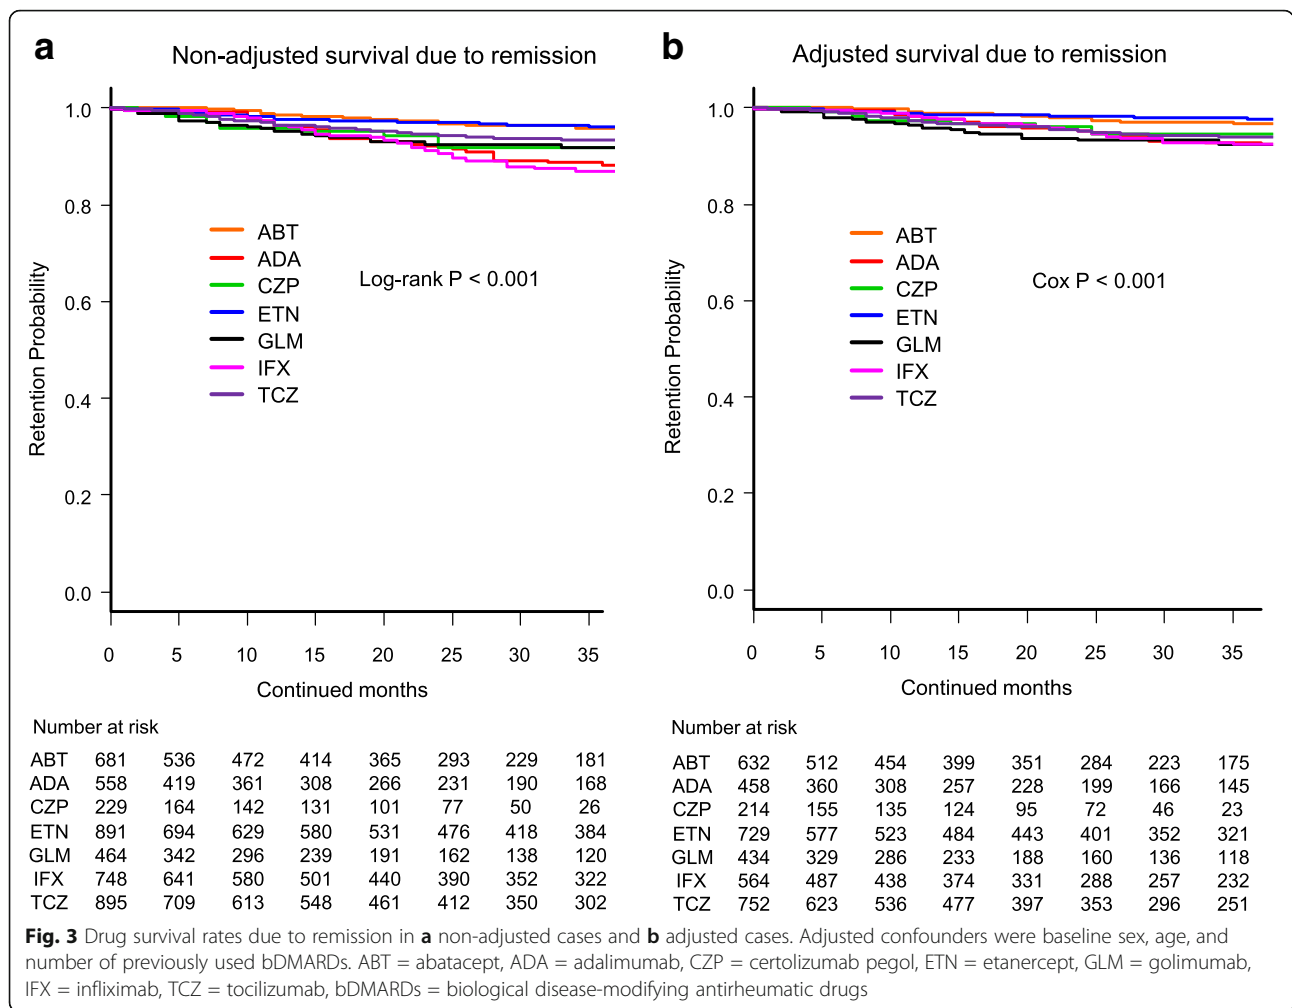 a
Non-adjusted survival due to remission
1.0
0.8
0.6
0.4
0.2
0.0
Retention Probability
ABT
ADA
CZP
ETN
GLM
IFX
TCZ
Log-rank P < 0.001
0 5 10 15 20 25 30 35
Continued months
Number at risk
ABT 681 536 472 414 365 293 229 181
ADA 558 419 361 308 266 231 190 168
CZP 229 164 142 131 101 77 50 26
ETN 891 694 629 580 531 476 418 384
GLM 464 342 296 239 191 162 138 120
IFX 748 641 580 501 440 390 352 322
TCZ 895 709 613 548 461 412 350 302
b
Adjusted survival due to remission
1.0
0.8
0.6
0.4
0.2
0.0
Retention Probability
ABT
ADA
CZP
ETN
GLM
IFX
TCZ
Cox P < 0.001
0 5 10 15 20 25 30 35
Continued months
Number at risk
ABT 632 512 454 399 351 284 223 175
ADA 458 360 308 257 228 199 166 145
CZP 214 155 135 124 95 72 46 23
ETN 729 577 523 484 443 401 352 321
GLM 434 329 286 233 188 160 136 118
IFX 564 487 438 374 331 288 257 232
TCZ 752 623 536 477 397 353 296 251
Fig. 3 Drug survival rates due to remission in a non-adjusted cases and b adjusted cases. Adjusted confounders were baseline sex, age, and
number of previously used bDMARDs. ABT = abatacept, ADA = adalimumab, CZP = certolizumab pegol, ETN = etanercept, GLM = golimumab,
IFX = infliximab, TCZ = tocilizumab, bDMARDs = biological disease-modifying antirheumatic drugs